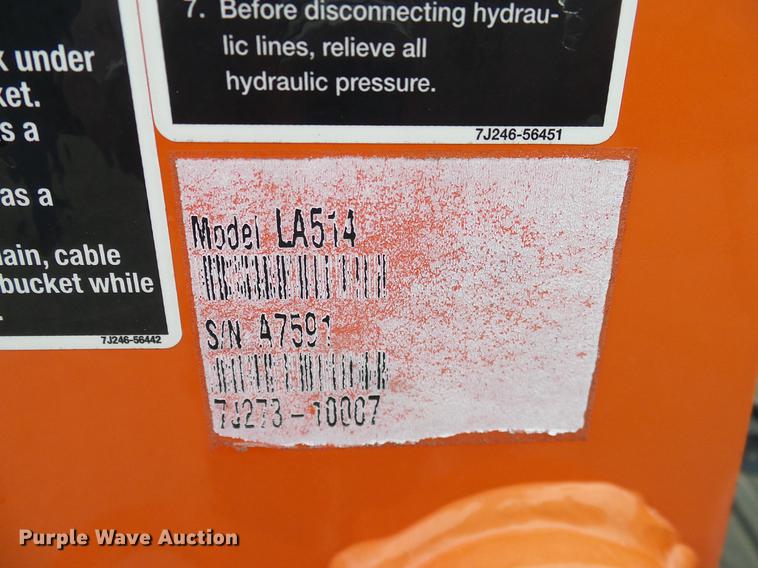 k under
ket.
is a
as a
ain, cable
bucket while
.
7J246-56442
7. Before disconnecting hydrau-
lic lines, relieve all
hydraulic pressure.
7J246-56451
Model LA514
S/N A7591
7J273-10007
Purple Wave Auction®